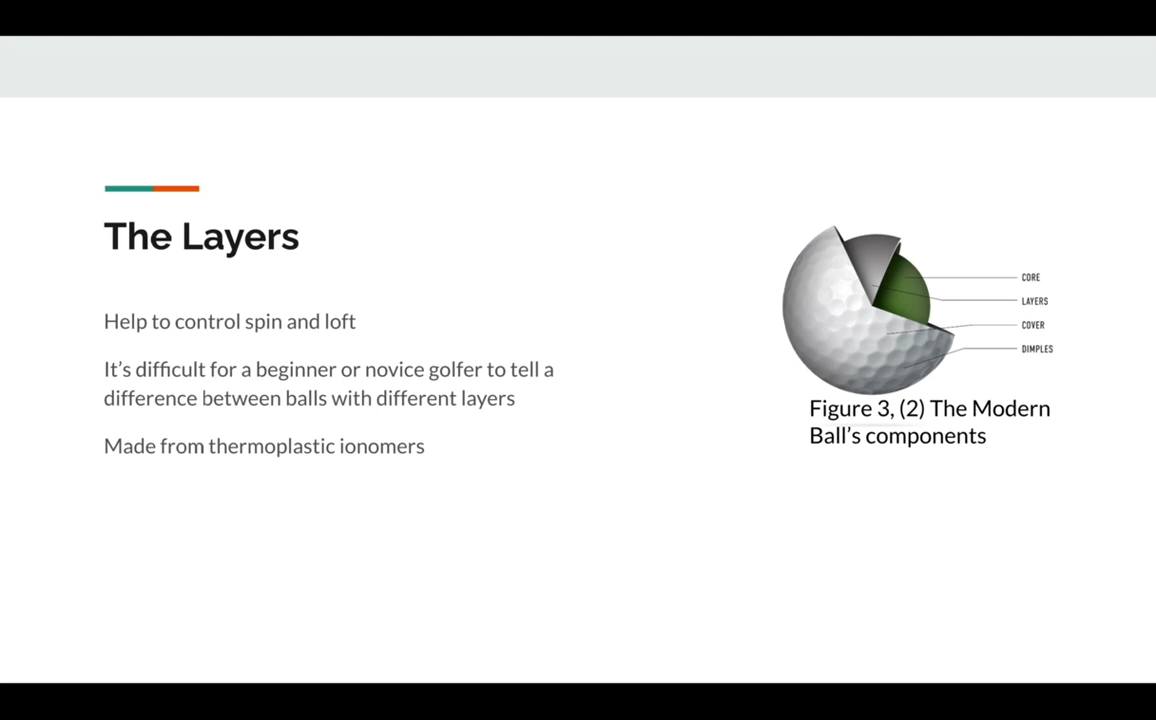 The Layers
Help to control spin and loft
It’s difficult for a beginner or novice golfer to tell a
difference between balls with different layers
Made from thermoplastic ionomers
CORE
LAYERS
COVER
DIMPLES
Figure 3, (2) The Modern
Ball’s components